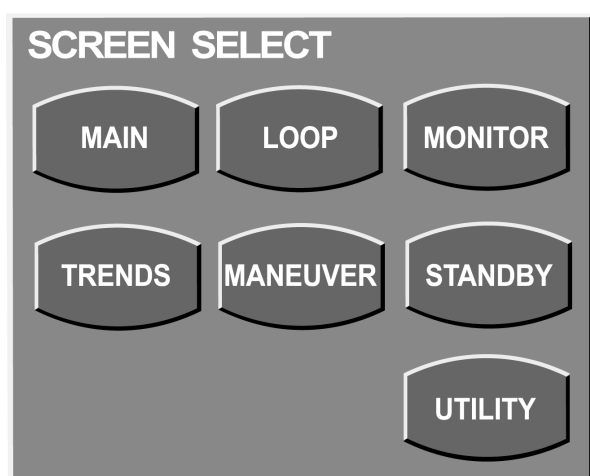 SCREEN SELECT
MAIN LOOP MONITOR
TRENDS MANEUVER STANDBY
UTILITY